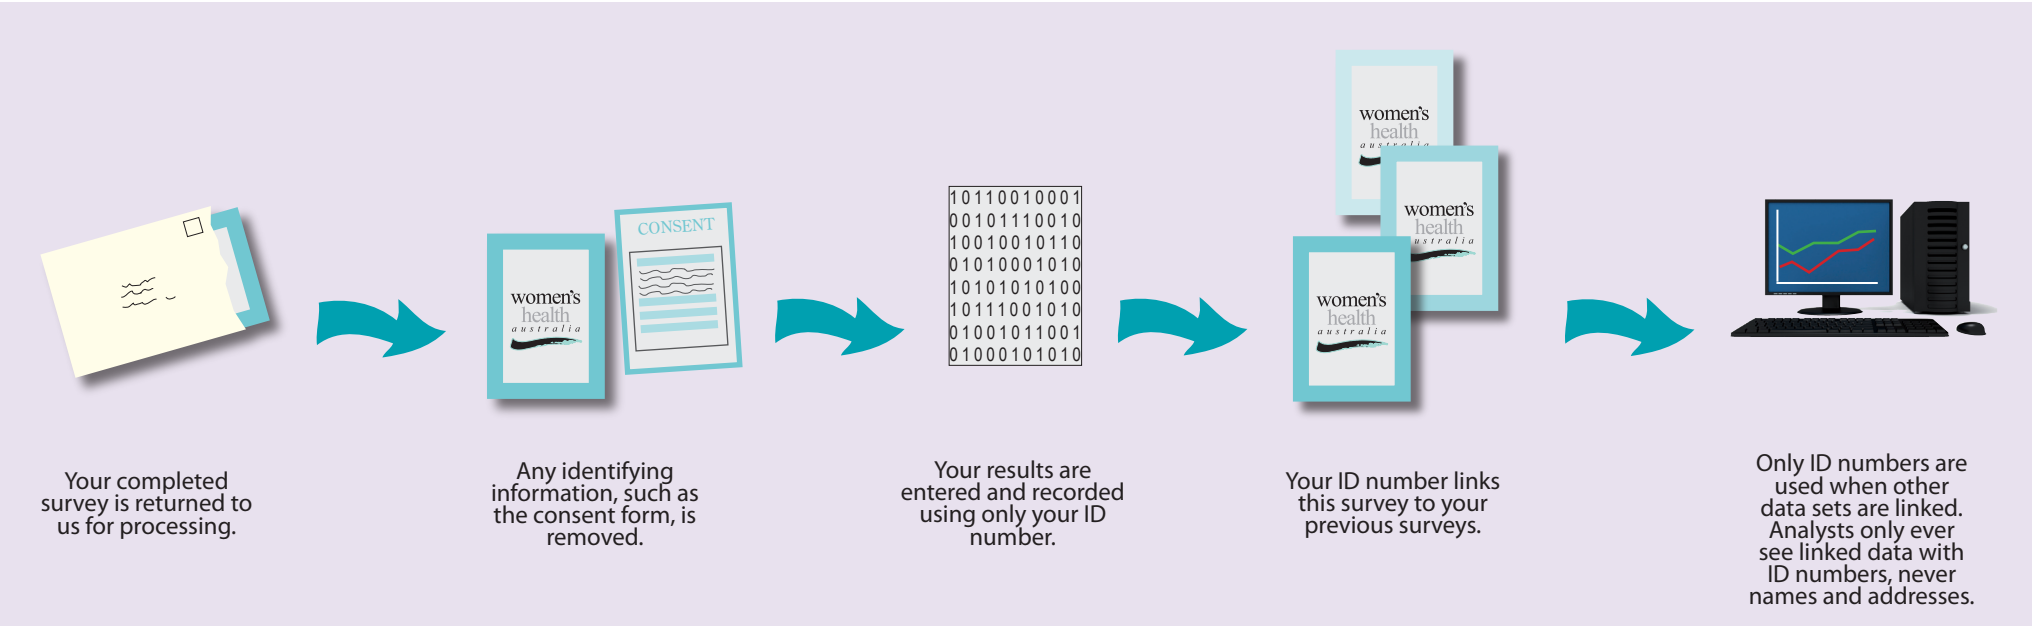 Your completed
survey is returned to
us for processing.
women's
health
australia
CONSENT
Any identifying
information, such as
the consent form, is
removed.
10110010001
00101110010
10010010110
01010001010
10101010100
10111001010
01001011001
01000101010
Your results are
entered and recorded
using only your ID
number.
women's
health
australia
women's
health
australia
women's
health
australia
Your ID number links
this survey to your
previous surveys.
Only ID numbers are
used when other
data sets are linked.
Analysts only ever
see linked data with
ID numbers, never
names and addresses.